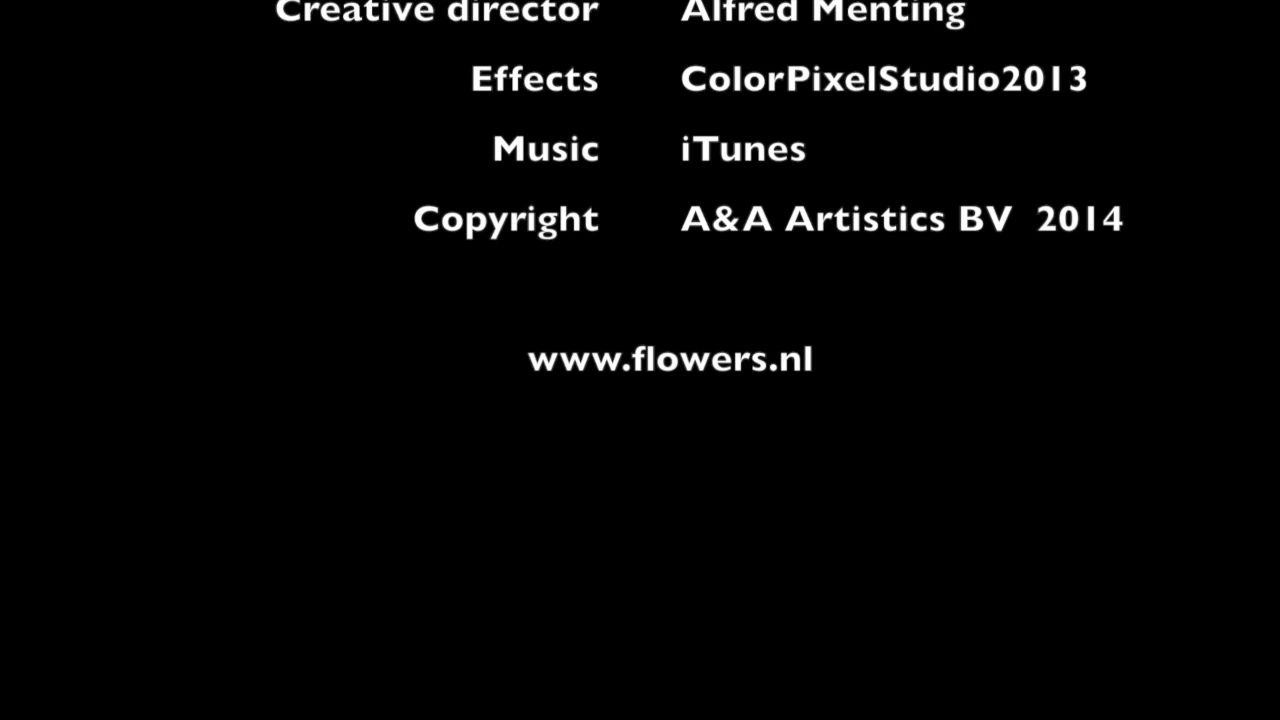 Creative director Alfred Menting
Effects ColorPixelStudio2013
Music iTunes
Copyright A&A Artistics BV 2014
www.flowers.nl